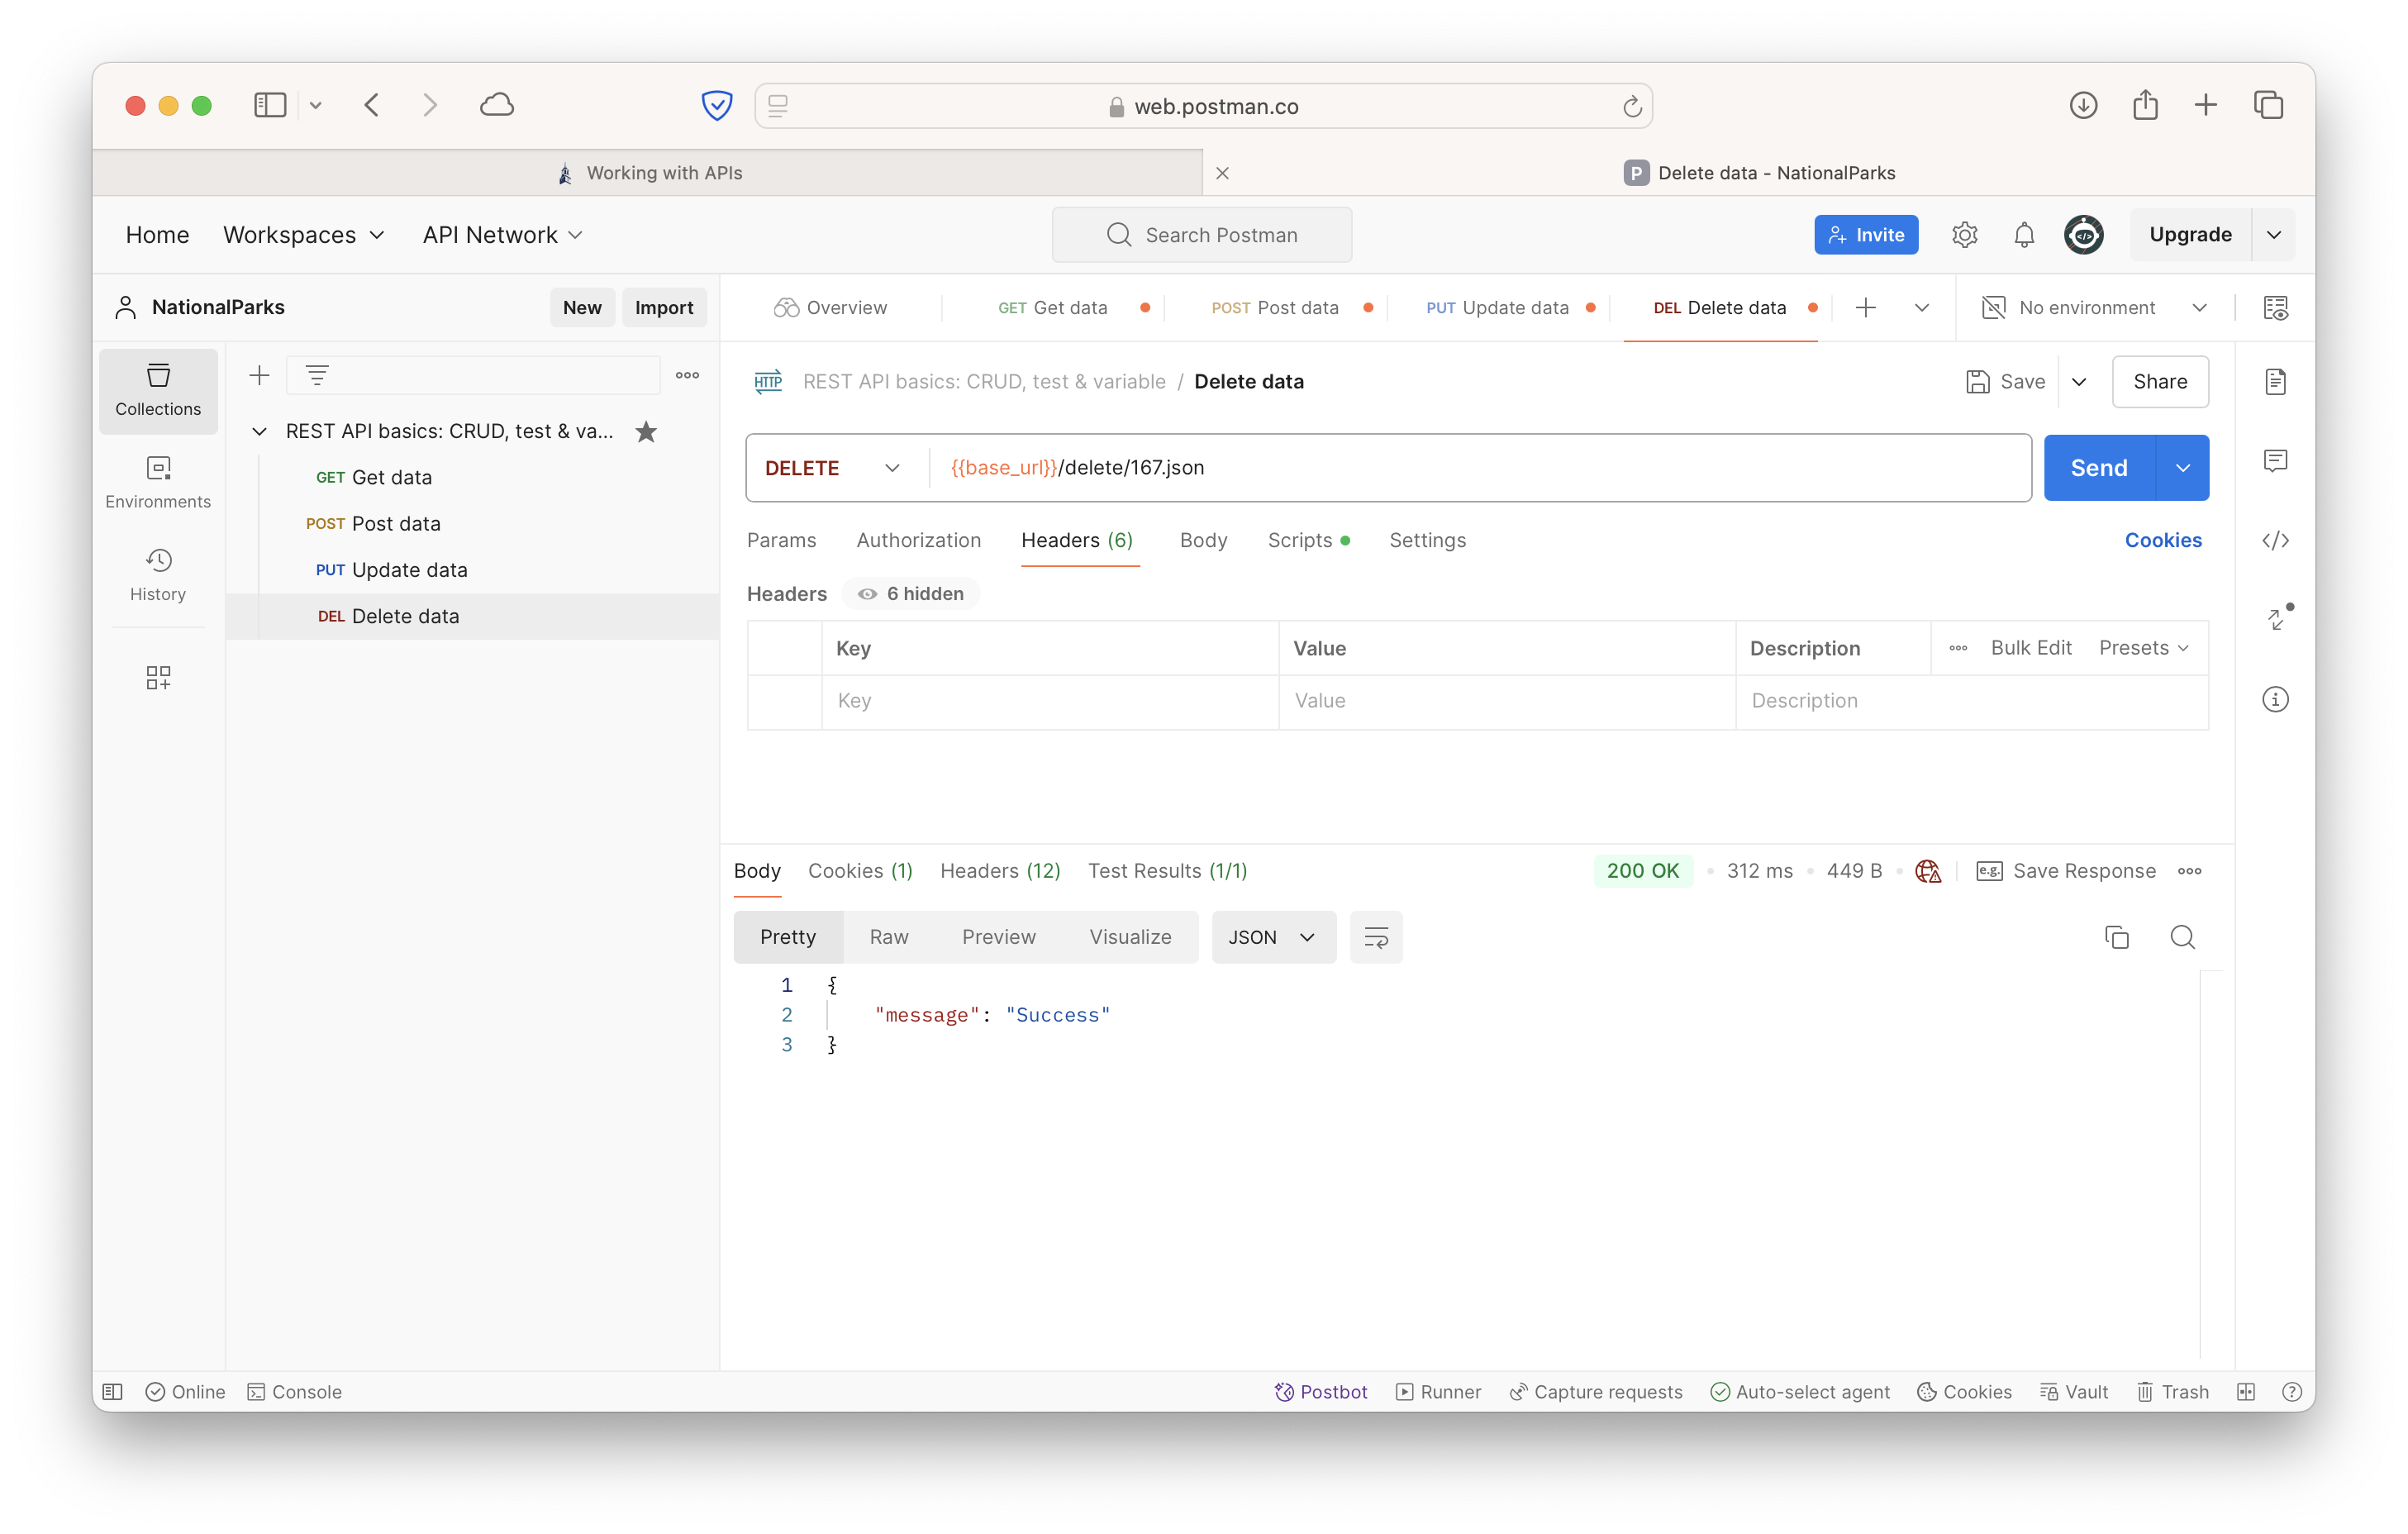 web.postman.co
Working with APIs
P Delete data - NationalParks
Home Workspaces API Network Search Postman Invite Upgrade
NationalParks New Import
Overview GET Get data POST Post data PUT Update data DEL Delete data No environment
Collections
Environments
History
REST API basics: CRUD, test & va...
GET Get data
POST Post data
PUT Update data
DEL Delete data
HTTP REST API basics: CRUD, test & variable / Delete data Save Share
DELETE {{base_url}}/delete/167.json Send
Params Authorization Headers (6) Body Scripts Settings Cookies
Headers 6 hidden
Key Value Description Bulk Edit Presets
Key Value Description
Body Cookies (1) Headers (12) Test Results (1/1) 200 OK 312 ms 449 B e.g. Save Response
Pretty Raw Preview Visualize JSON
1 {
2 "message": "Success"
3 }
Online Console Postbot Runner Capture requests Auto-select agent Cookies Vault Trash